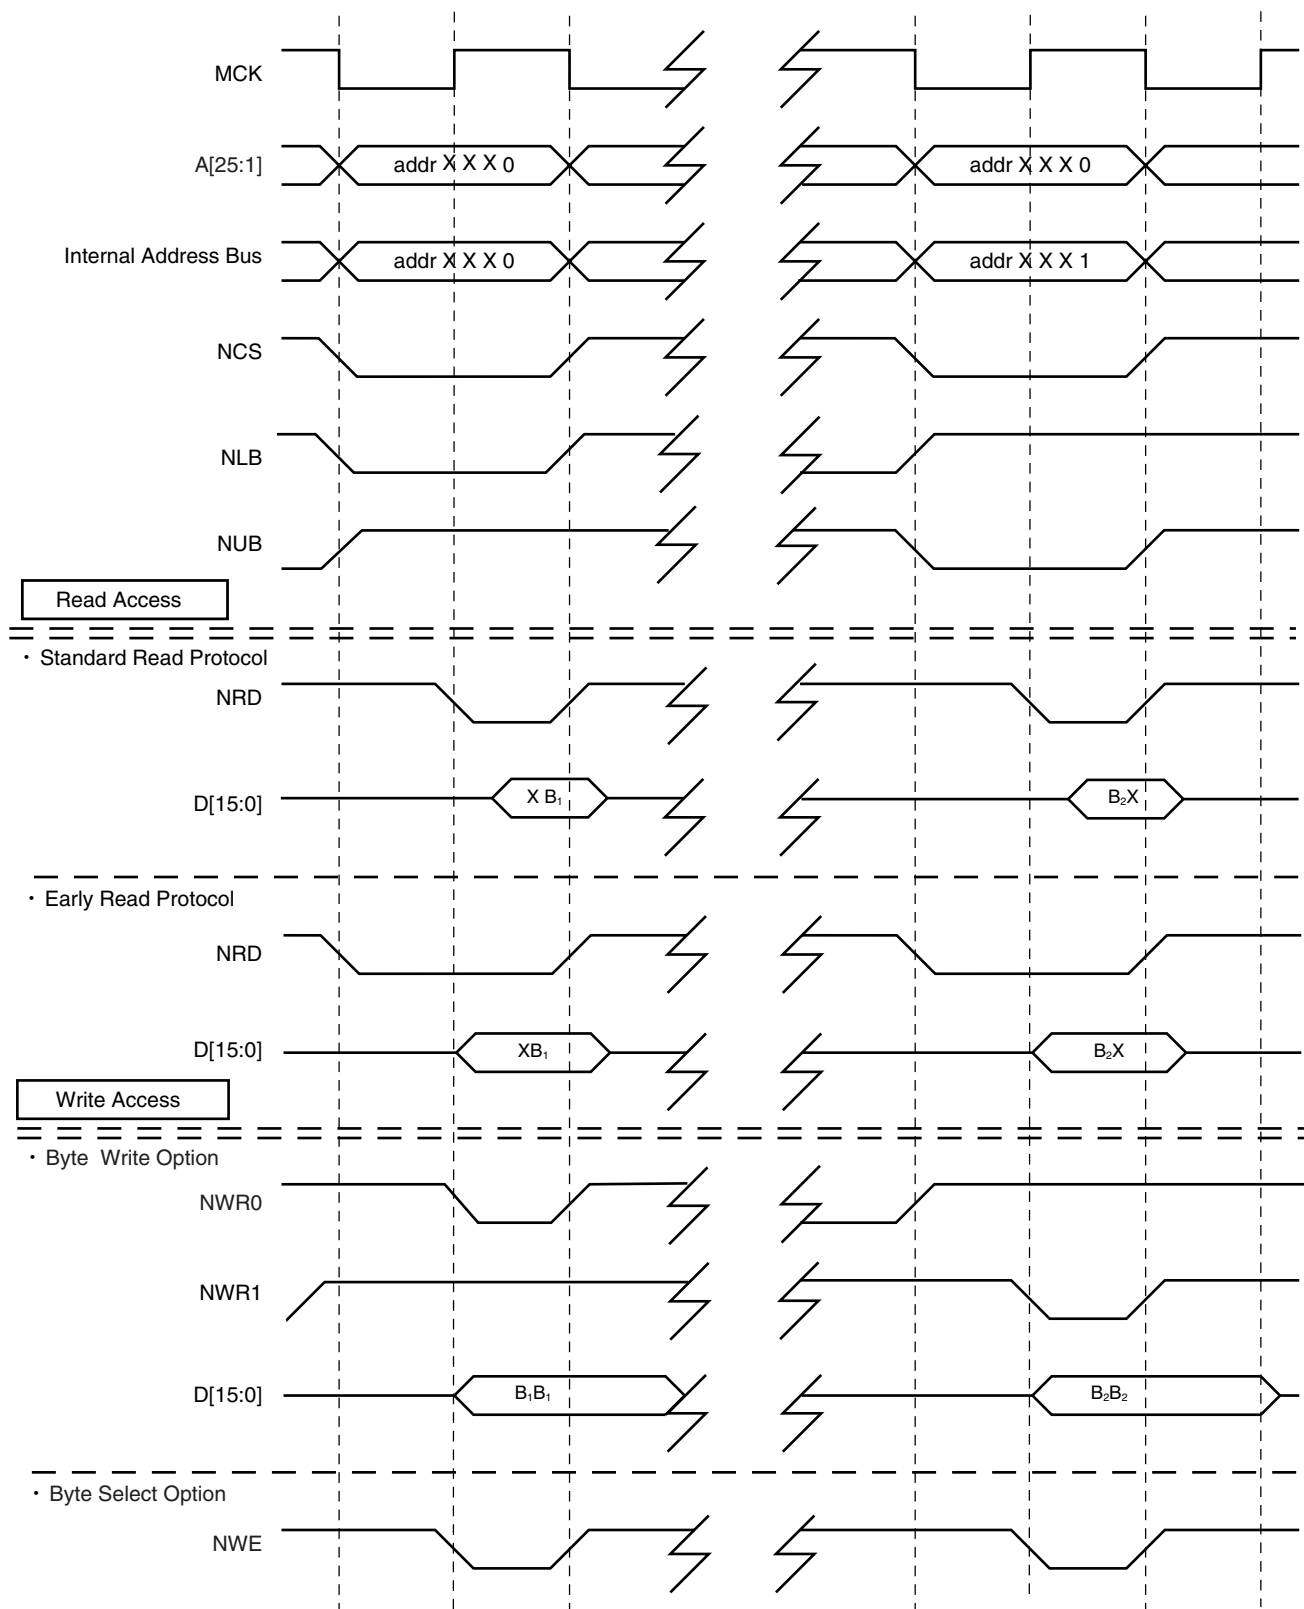 MCK
A[25:1] addr X X X 0 addr X X X 0
Internal Address Bus addr X X X 0 addr X X X 1
NCS
NLB
NUB
Read Access
· Standard Read Protocol
NRD
D[15:0] X B₁ B₂X
· Early Read Protocol
NRD
D[15:0] XB₁ B₂X
Write Access
· Byte Write Option
NWR0
NWR1
D[15:0] B₁B₁ B₂B₂
· Byte Select Option
NWE